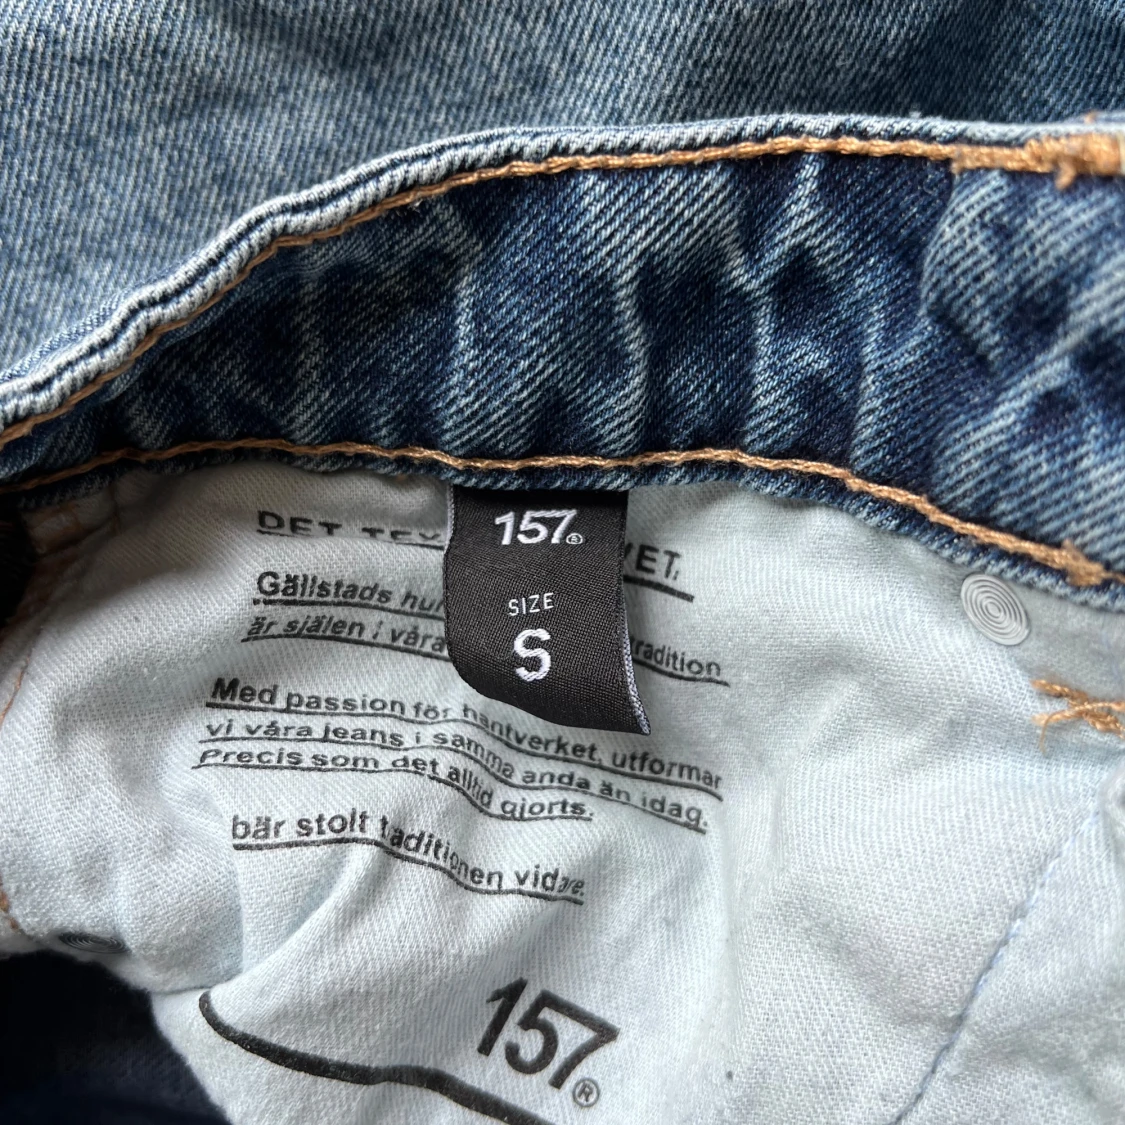 157®
SIZE
S
DET
Gällstads
är själen i våra tradition
Med passion för hantverket, utformar
vi våra jeans i samma anda än idag.
Precis som det alltid gjorts.
bär stolt traditionen vidare.
157®